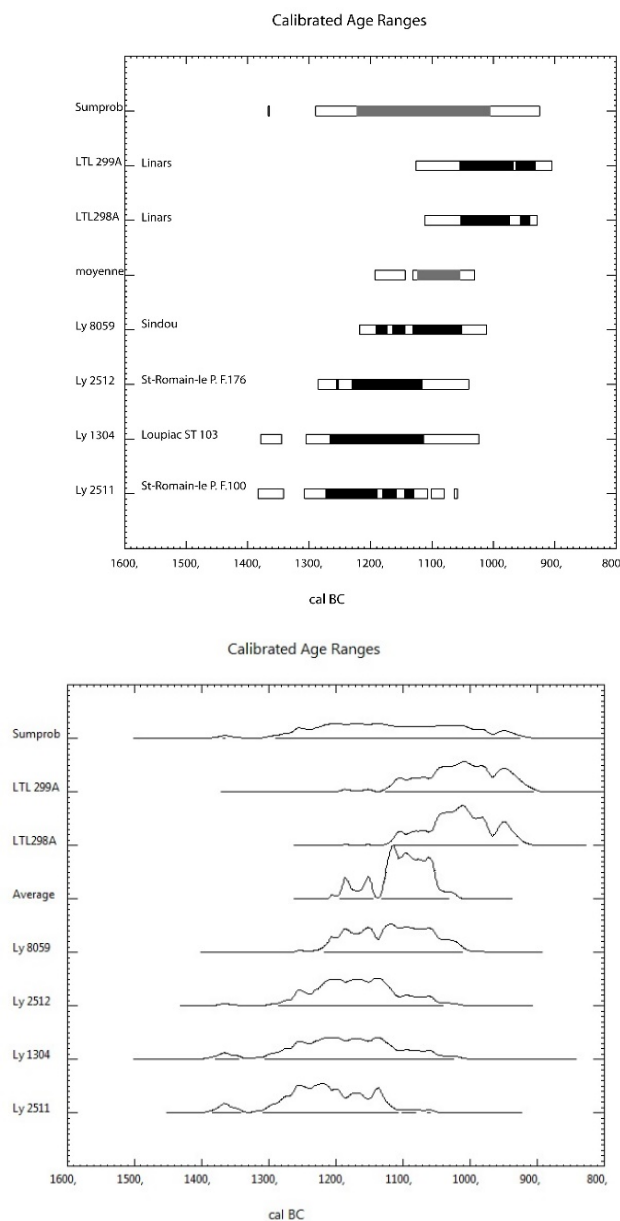 Calibrated Age Ranges
Sumprob
LTL 299A Linars
LTL298A Linars
moyenne
Ly 8059 Sindou
Ly 2512 St-Romain-le P. F.176
Ly 1304 Loupiac ST 103
Ly 2511 St-Romain-le P. F.100
1600, 1500, 1400, 1300, 1200, 1100, 1000, 900, 800
cal BC
Calibrated Age Ranges
Sumprob
LTL 299A
LTL298A
Average
Ly 8059
Ly 2512
Ly 1304
Ly 2511
1600, 1500, 1400, 1300, 1200, 1100, 1000, 900, 800,
cal BC